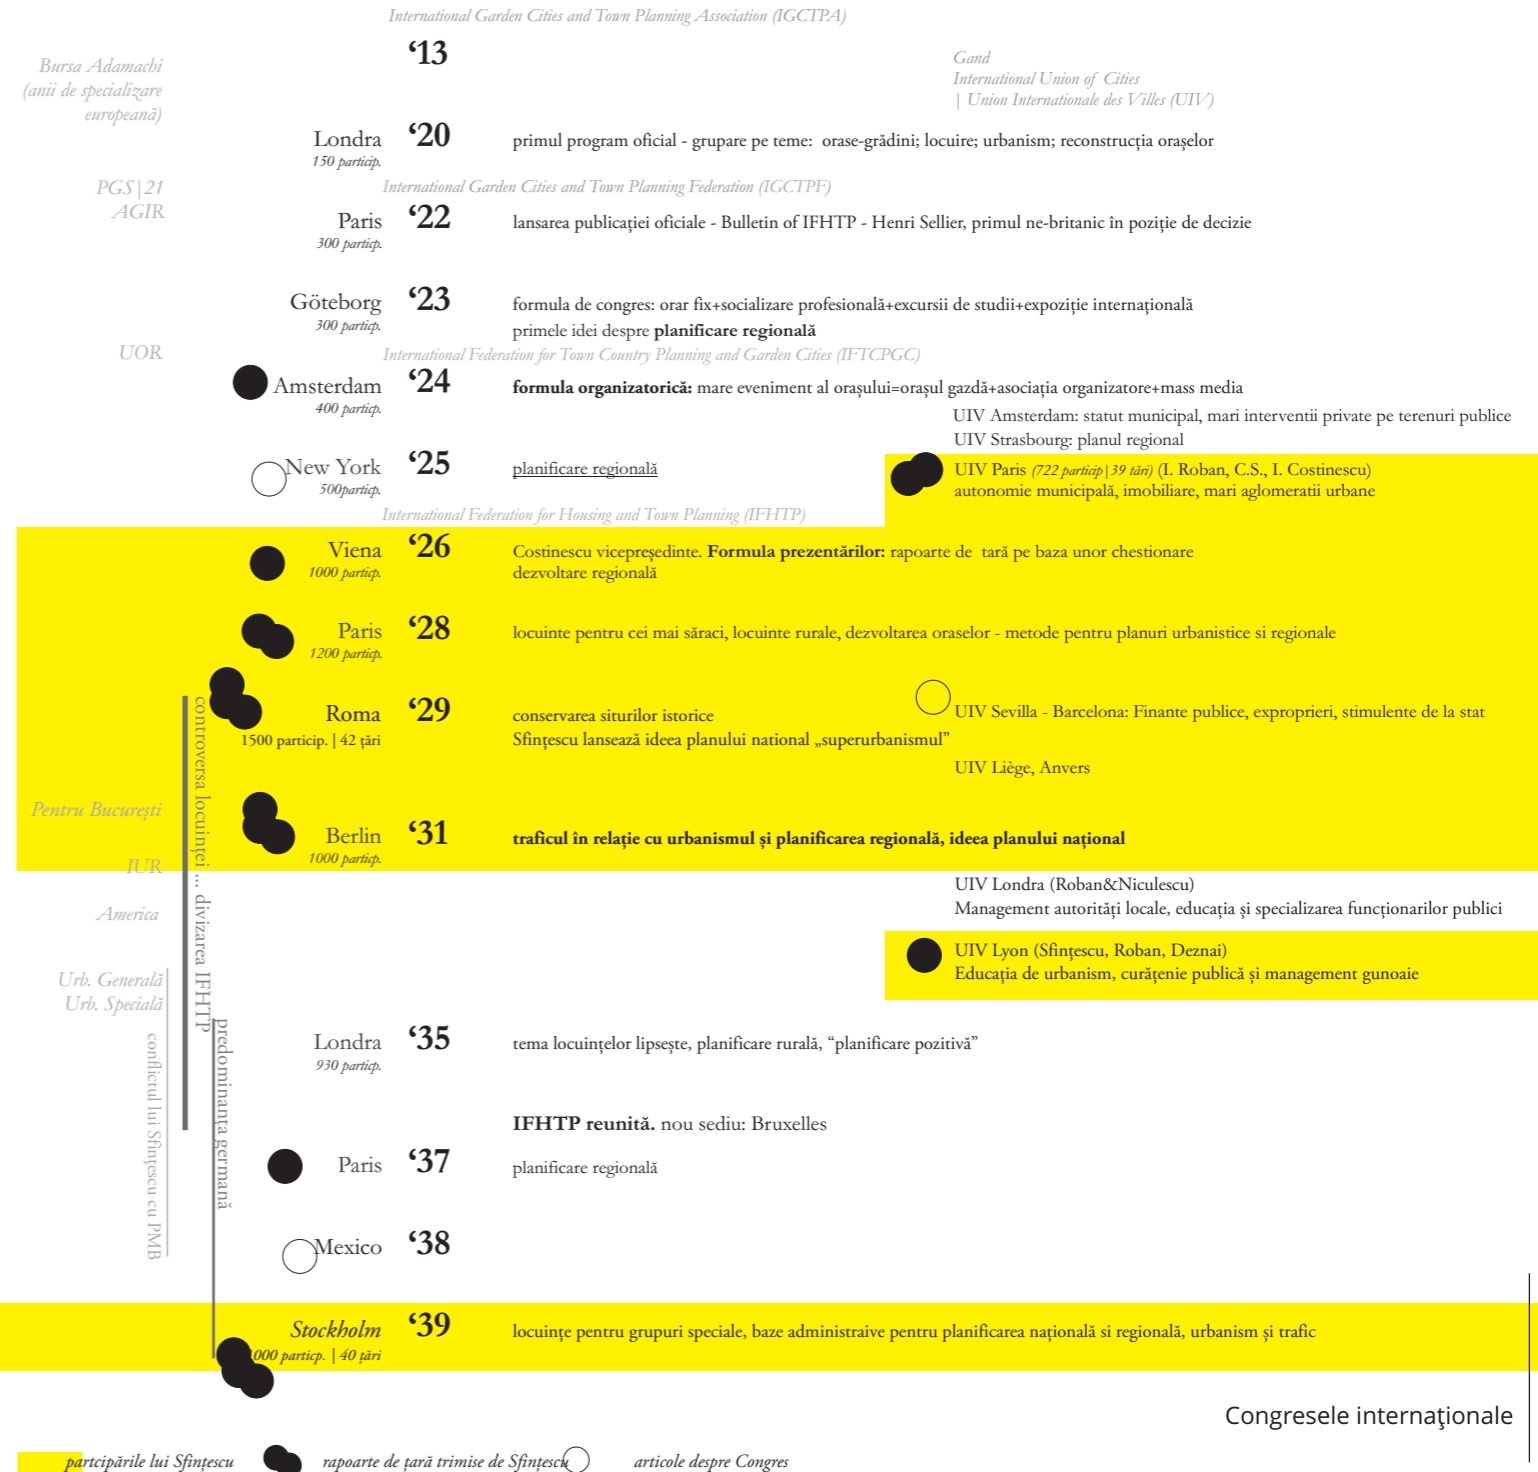 International Garden Cities and Town Planning Association (IGCTPA)
‘13
Gand
International Union of Cities
| Union Internationale des Villes (UIV)
Bursa Adamachi
(anii de specializare
europeană)
Londra ‘20 primul program oficial - grupare pe teme: orase-grădini; locuire; urbanism; reconstrucția orașelor
150 particip.
PGS|21
AGIR
International Garden Cities and Town Planning Federation (IGCTPF)
Paris ‘22 lansarea publicației oficiale - Bulletin of IFHTP - Henri Sellier, primul ne-britanic în poziție de decizie
300 particp.
Göteborg ‘23 formula de congres: orar fix+socializare profesională+excursii de studii+expoziție internațională
300 particp.
primele idei despre planificare regională
UOR
International Federation for Town Country Planning and Garden Cities (IFTCPGC)
Amsterdam ‘24 formula organizatorică: mare eveniment al orașului=orașul gazdă+asociația organizatore+mass media
400 particp.
UIV Amsterdam: statut municipal, mari interventii private pe terenuri publice
UIV Strasbourg: planul regional
New York ‘25 planificare regională
500particp.
UIV Paris (722 particip|39 tări) (I. Roban, C.S., I. Costinescu)
autonomie municipală, imobiliare, mari aglomeratii urbane
International Federation for Housing and Town Planning (IFHTP)
Viena ‘26 Costinescu vicepreședinte. Formula prezentărilor: rapoarte de tară pe baza unor chestionare
1000 particp.
dezvoltare regională
Paris ‘28 locuinte pentru cei mai săraci, locuinte rurale, dezvoltarea oraselor - metode pentru planuri urbanistice si regionale
1200 particp.
Roma ‘29 conservarea siturilor istorice
1500 particip. | 42 țări
Sfințescu lansează ideea planului national „superurbanismul”
UIV Sevilla - Barcelona: Finante publice, exproprieri, stimulente de la stat
UIV Liège, Anvers
controversa locuinței ... divizarea IFHTP
Pentru București
Berlin ‘31 traficul în relație cu urbanismul și planificarea regională, ideea planului național
1000 particp.
IUR
America
UIV Londra (Roban&Niculescu)
Management autorități locale, educația și specializarea funcționarilor publici
UIV Lyon (Sfințescu, Roban, Deznai)
Educația de urbanism, curățenie publică și management gunoaie
Urb. Generală
Urb. Specială
conflictul lui Sfințescu cu PMB
predominanța germană
Londra ‘35 tema locuințelor lipsește, planificare rurală, “planificare pozitivă”
930 particp.
IFHTP reunită. nou sediu: Bruxelles
Paris ‘37 planificare regională
Mexico ‘38
Stockholm ‘39 locuințe pentru grupuri speciale, baze administraive pentru planificarea națională si regională, urbanism și trafic
000 particp. | 40 țări
Congresele internaționale
partcipările lui Sfințescu
rapoarte de țară trimise de Sfințescu
articole despre Congres